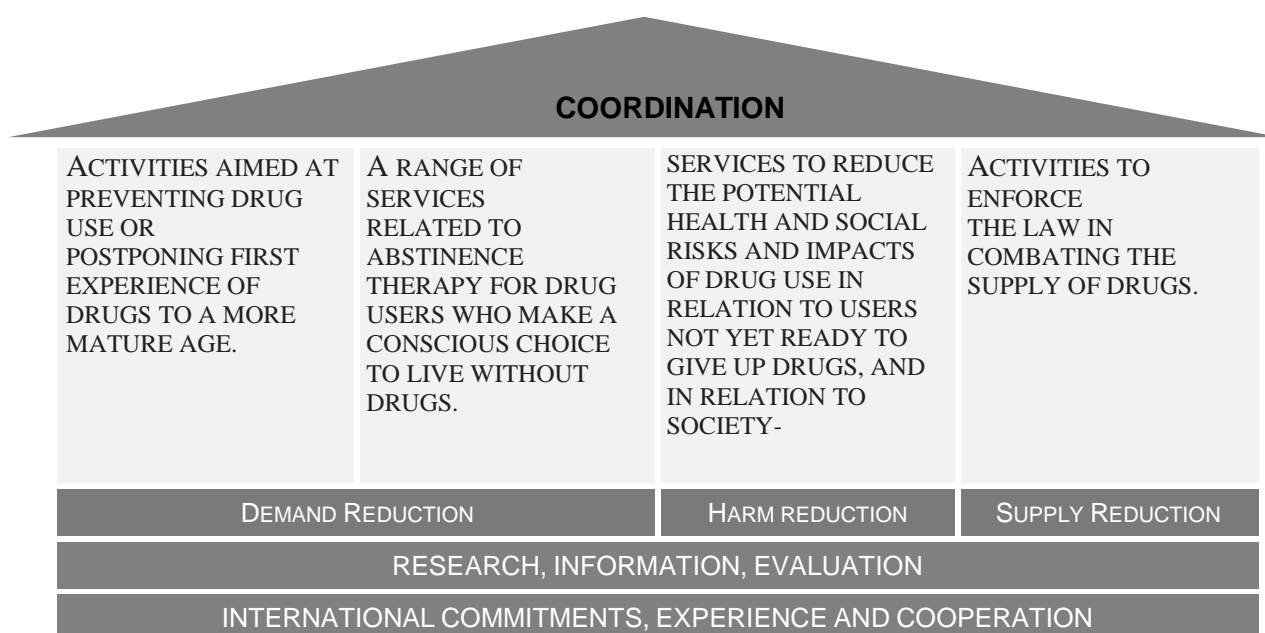 COORDINATION
ACTIVITIES AIMED AT
PREVENTING DRUG
USE OR
POSTPONING FIRST
EXPERIENCE OF
DRUGS TO A MORE
MATURE AGE.
A RANGE OF
SERVICES
RELATED TO
ABSTINENCE
THERAPY FOR DRUG
USERS WHO MAKE A
CONSCIOUS CHOICE
TO LIVE WITHOUT
DRUGS.
SERVICES TO REDUCE
THE POTENTIAL
HEALTH AND SOCIAL
RISKS AND IMPACTS
OF DRUG USE IN
RELATION TO USERS
NOT YET READY TO
GIVE UP DRUGS, AND
IN RELATION TO
SOCIETY-
ACTIVITIES TO
ENFORCE
THE LAW IN
COMBATING THE
SUPPLY OF DRUGS.
DEMAND REDUCTION
HARM REDUCTION
SUPPLY REDUCTION
RESEARCH, INFORMATION, EVALUATION
INTERNATIONAL COMMITMENTS, EXPERIENCE AND COOPERATION